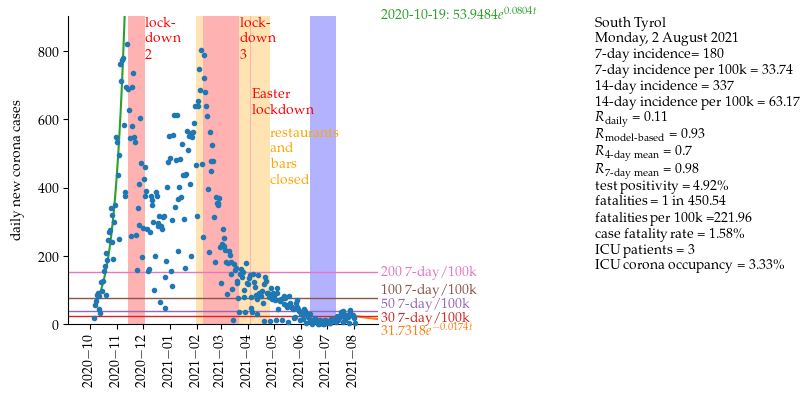 2020-10-19: 53.9484e^0.0804t
lock-
down
2
lock-
down
3
Easter
lockdown
restaurants
and
bars
closed
daily new corona cases
800
600
400
200
0
200 7-day/100k
100 7-day/100k
50 7-day/100k
30 7-day/100k
31.7318e^−0.0174t
2020−10
2020−11
2020−12
2021−01
2021−02
2021−03
2021−04
2021−05
2021−06
2021−07
2021−08
South Tyrol
Monday, 2 August 2021
7-day incidence= 180
7-day incidence per 100k = 33.74
14-day incidence = 337
14-day incidence per 100k = 63.17
R_daily = 0.11
R_model-based = 0.93
R_4-day mean = 0.7
R_7-day mean = 0.98
test positivity = 4.92%
fatalities = 1 in 450.54
fatalities per 100k =221.96
case fatality rate = 1.58%
ICU patients = 3
ICU corona occupancy = 3.33%